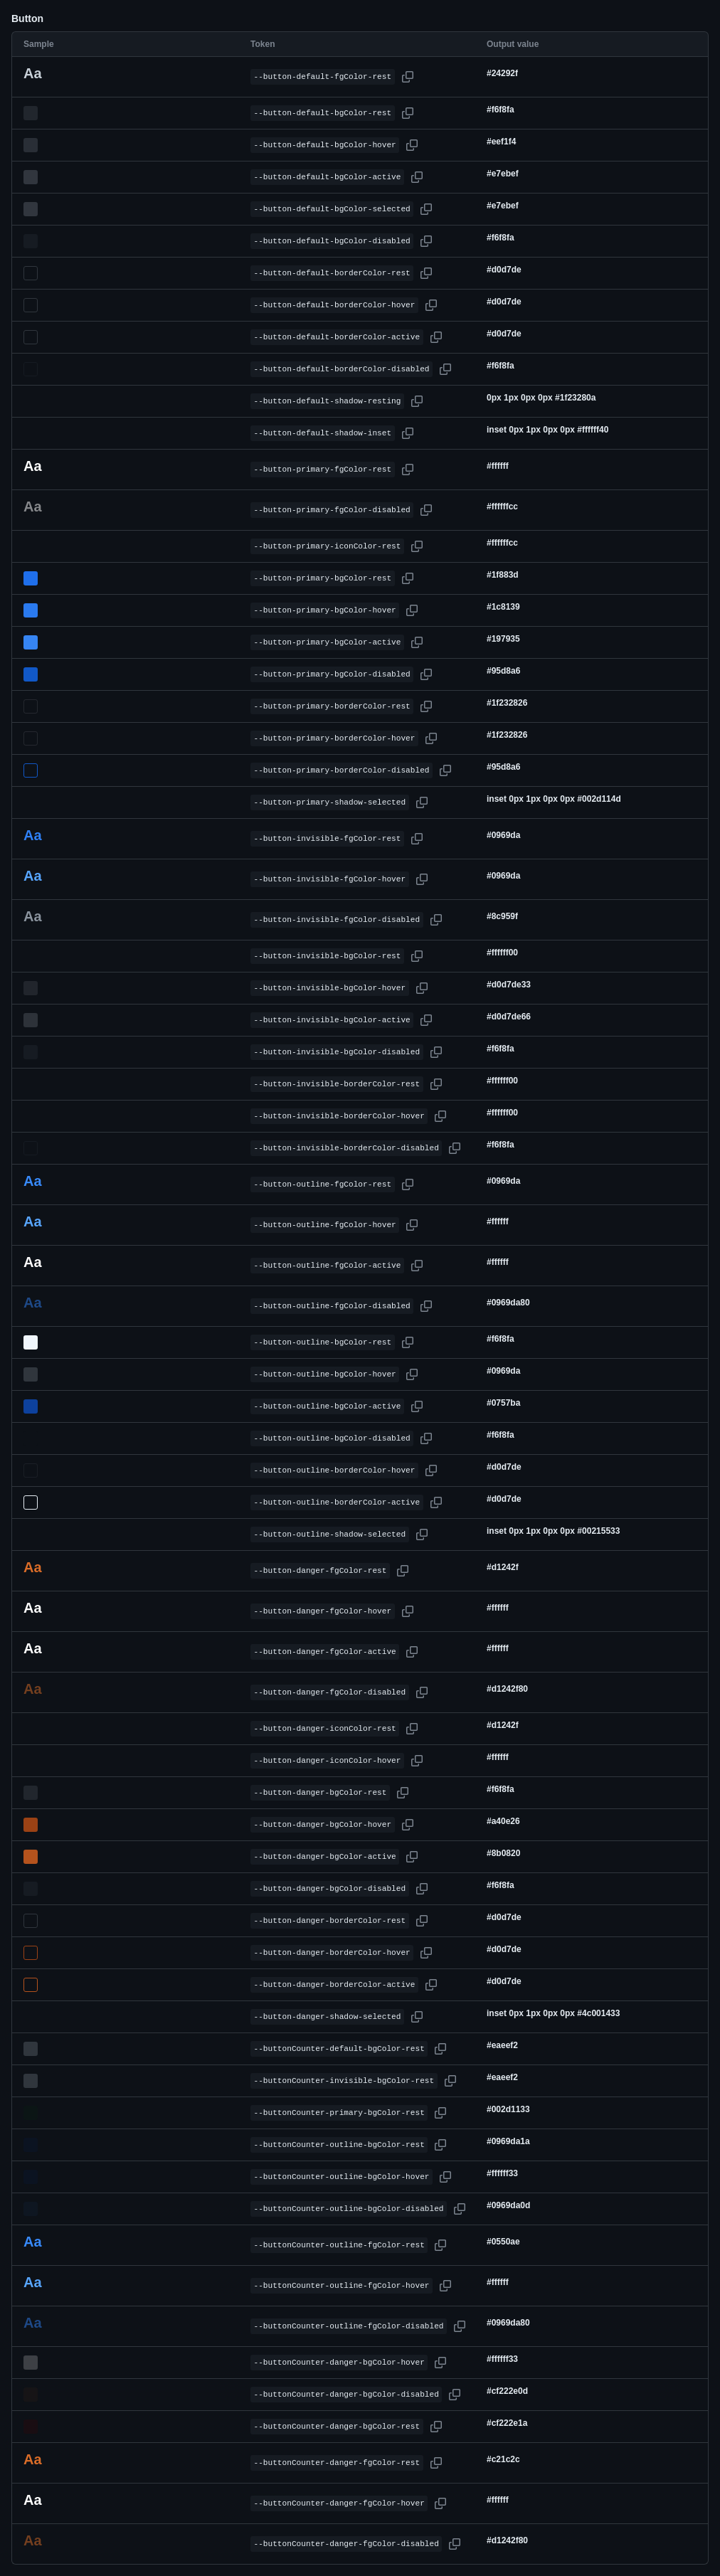 Button
Sample Token Output value
Aa --button-default-fgColor-rest #24292f
--button-default-bgColor-rest #f6f8fa
--button-default-bgColor-hover #eef1f4
--button-default-bgColor-active #e7ebef
--button-default-bgColor-selected #e7ebef
--button-default-bgColor-disabled #f6f8fa
--button-default-borderColor-rest #d0d7de
--button-default-borderColor-hover #d0d7de
--button-default-borderColor-active #d0d7de
--button-default-borderColor-disabled #f6f8fa
--button-default-shadow-resting 0px 1px 0px 0px #1f23280a
--button-default-shadow-inset inset 0px 1px 0px 0px #ffffff40
Aa --button-primary-fgColor-rest #ffffff
Aa --button-primary-fgColor-disabled #ffffffcc
--button-primary-iconColor-rest #ffffffcc
--button-primary-bgColor-rest #1f883d
--button-primary-bgColor-hover #1c8139
--button-primary-bgColor-active #197935
--button-primary-bgColor-disabled #95d8a6
--button-primary-borderColor-rest #1f232826
--button-primary-borderColor-hover #1f232826
--button-primary-borderColor-disabled #95d8a6
--button-primary-shadow-selected inset 0px 1px 0px 0px #002d114d
Aa --button-invisible-fgColor-rest #0969da
Aa --button-invisible-fgColor-hover #0969da
Aa --button-invisible-fgColor-disabled #8c959f
--button-invisible-bgColor-rest #ffffff00
--button-invisible-bgColor-hover #d0d7de33
--button-invisible-bgColor-active #d0d7de66
--button-invisible-bgColor-disabled #f6f8fa
--button-invisible-borderColor-rest #ffffff00
--button-invisible-borderColor-hover #ffffff00
--button-invisible-borderColor-disabled #f6f8fa
Aa --button-outline-fgColor-rest #0969da
Aa --button-outline-fgColor-hover #ffffff
Aa --button-outline-fgColor-active #ffffff
Aa --button-outline-fgColor-disabled #0969da80
--button-outline-bgColor-rest #f6f8fa
--button-outline-bgColor-hover #0969da
--button-outline-bgColor-active #0757ba
--button-outline-bgColor-disabled #f6f8fa
--button-outline-borderColor-hover #d0d7de
--button-outline-borderColor-active #d0d7de
--button-outline-shadow-selected inset 0px 1px 0px 0px #00215533
Aa --button-danger-fgColor-rest #d1242f
Aa --button-danger-fgColor-hover #ffffff
Aa --button-danger-fgColor-active #ffffff
Aa --button-danger-fgColor-disabled #d1242f80
--button-danger-iconColor-rest #d1242f
--button-danger-iconColor-hover #ffffff
--button-danger-bgColor-rest #f6f8fa
--button-danger-bgColor-hover #a40e26
--button-danger-bgColor-active #8b0820
--button-danger-bgColor-disabled #f6f8fa
--button-danger-borderColor-rest #d0d7de
--button-danger-borderColor-hover #d0d7de
--button-danger-borderColor-active #d0d7de
--button-danger-shadow-selected inset 0px 1px 0px 0px #4c001433
--buttonCounter-default-bgColor-rest #eaeef2
--buttonCounter-invisible-bgColor-rest #eaeef2
--buttonCounter-primary-bgColor-rest #002d1133
--buttonCounter-outline-bgColor-rest #0969da1a
--buttonCounter-outline-bgColor-hover #ffffff33
--buttonCounter-outline-bgColor-disabled #0969da0d
Aa --buttonCounter-outline-fgColor-rest #0550ae
Aa --buttonCounter-outline-fgColor-hover #ffffff
Aa --buttonCounter-outline-fgColor-disabled #0969da80
--buttonCounter-danger-bgColor-hover #ffffff33
--buttonCounter-danger-bgColor-disabled #cf222e0d
--buttonCounter-danger-bgColor-rest #cf222e1a
Aa --buttonCounter-danger-fgColor-rest #c21c2c
Aa --buttonCounter-danger-fgColor-hover #ffffff
Aa --buttonCounter-danger-fgColor-disabled #d1242f80